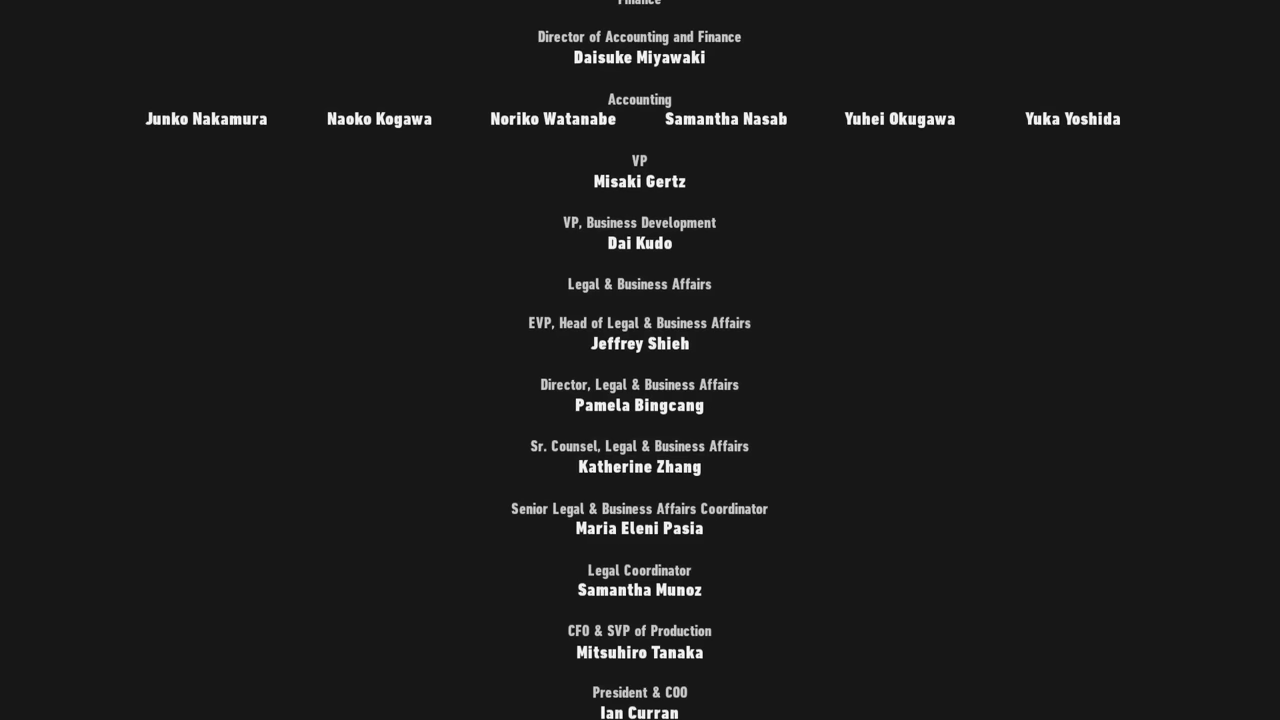 Finance
Director of Accounting and Finance
Daisuke Miyawaki
Accounting
Junko Nakamura Naoko Kogawa Noriko Watanabe Samantha Nasab Yuhei Okugawa Yuka Yoshida
VP
Misaki Gertz
VP, Business Development
Dai Kudo
Legal & Business Affairs
EVP, Head of Legal & Business Affairs
Jeffrey Shieh
Director, Legal & Business Affairs
Pamela Bingcang
Sr. Counsel, Legal & Business Affairs
Katherine Zhang
Senior Legal & Business Affairs Coordinator
Maria Eleni Pasia
Legal Coordinator
Samantha Munoz
CFO & SVP of Production
Mitsuhiro Tanaka
President & COO
Ian Curran